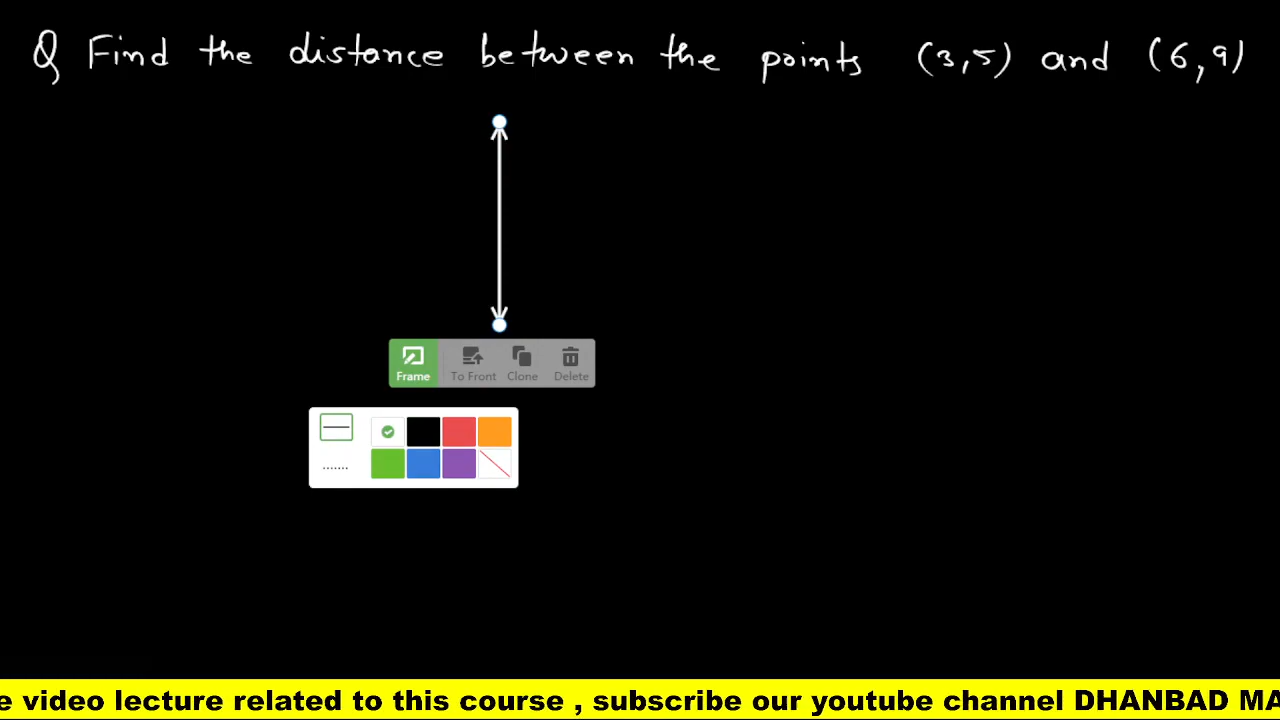 Q Find the distance between the points (3,5) and (6,9)
Frame To Front Clone Delete
e video lecture related to this course , subscribe our youtube channel DHANBAD MA